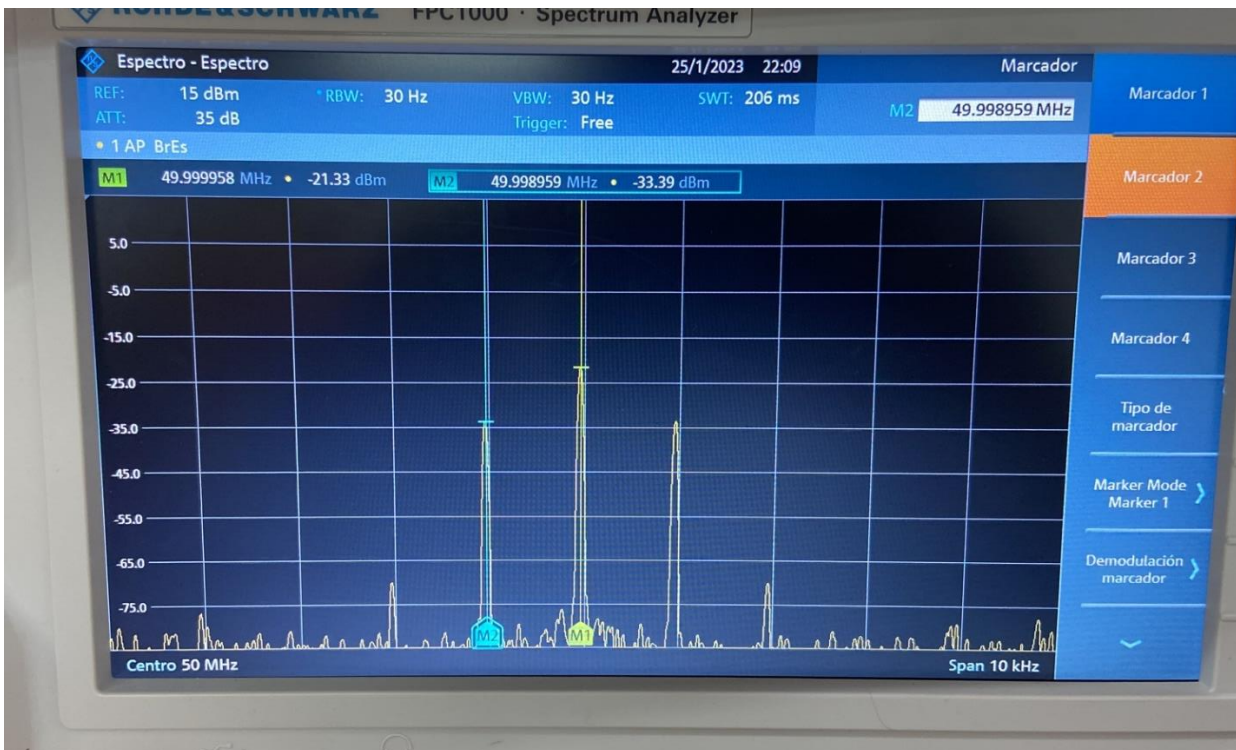 ROHDE&SCHWARZ FPC1000 · Spectrum Analyzer
Espectro - Espectro 25/1/2023 22:09 Marcador
REF: 15 dBm RBW: 30 Hz VBW: 30 Hz SWT: 206 ms
ATT: 35 dB Trigger: Free
M2 49.998959 MHz
1 AP BrEs
M1 49.999958 MHz • -21.33 dBm M2 49.998959 MHz • -33.39 dBm
5.0
-5.0
-15.0
-25.0
-35.0
-45.0
-55.0
-65.0
-75.0
M2 M1
Centro 50 MHz Span 10 kHz
Marcador 1
Marcador 2
Marcador 3
Marcador 4
Tipo de
marcador
Marker Mode
Marker 1
Demodulación
marcador